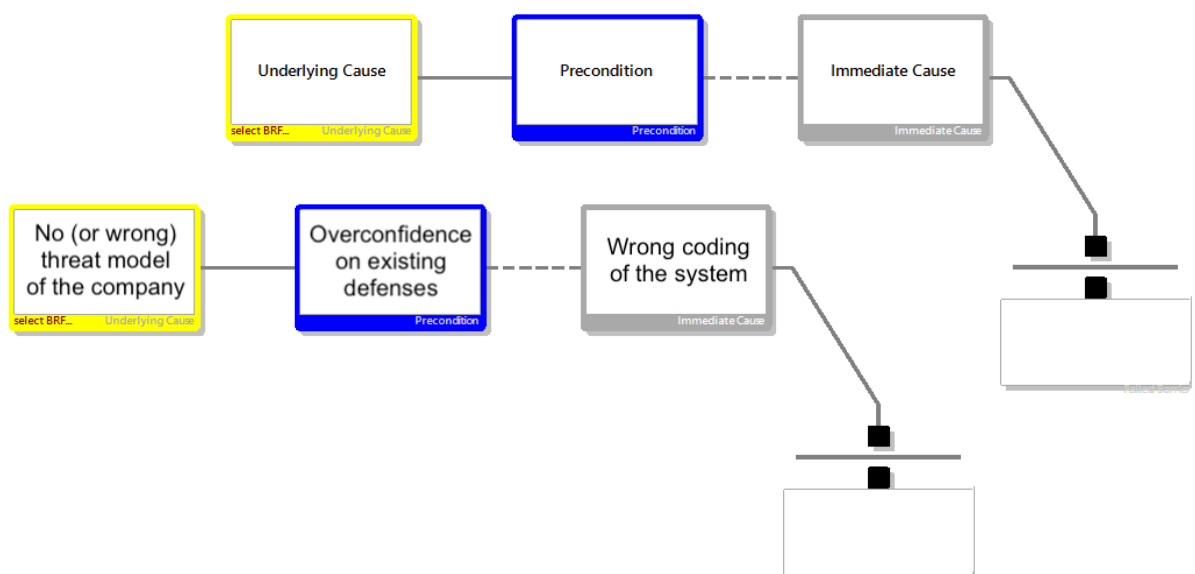 Underlying Cause
select BRF... Underlying Cause
Precondition
Precondition
Immediate Cause
Immediate Cause
No (or wrong)
threat model
of the company
select BRF... Underlying Cause
Overconfidence
on existing
defenses
Precondition
Wrong coding
of the system
Immediate Cause